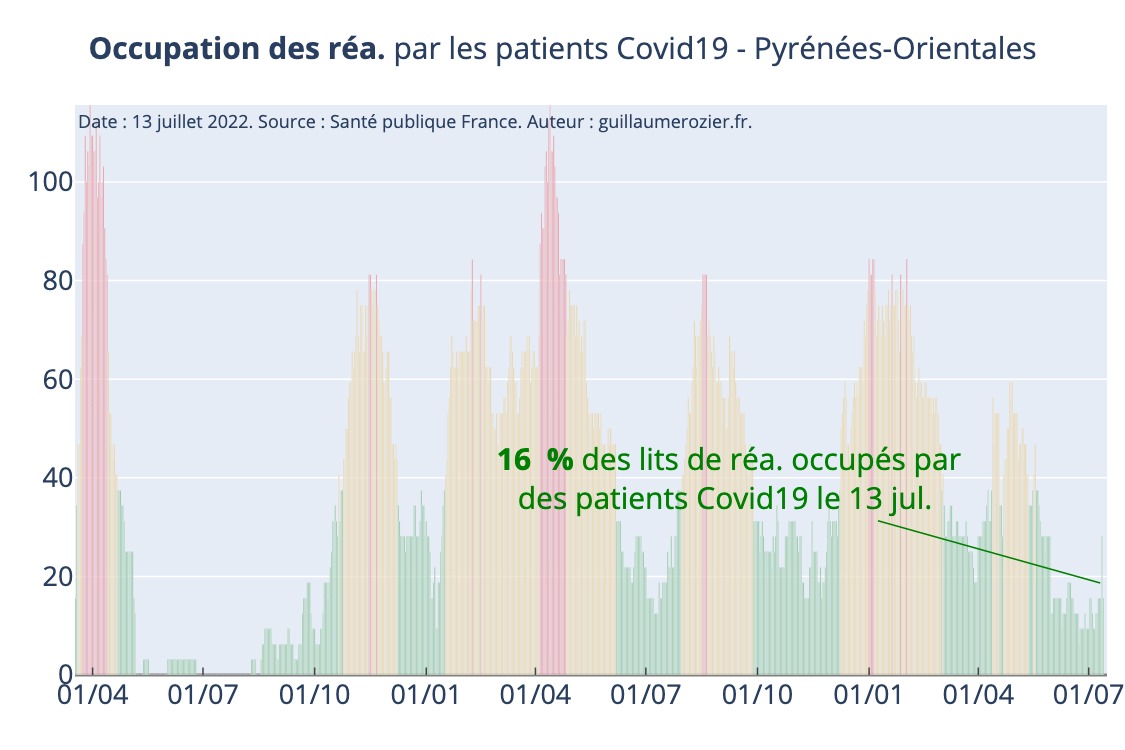 Occupation des réa. par les patients Covid19 - Pyrénées-Orientales
Date : 13 juillet 2022. Source : Santé publique France. Auteur : guillaumerozier.fr.
100
80
60
40
20
0
16 % des lits de réa. occupés par
des patients Covid19 le 13 jul.
01/04 01/07 01/10 01/01 01/04 01/07 01/10 01/01 01/04 01/07